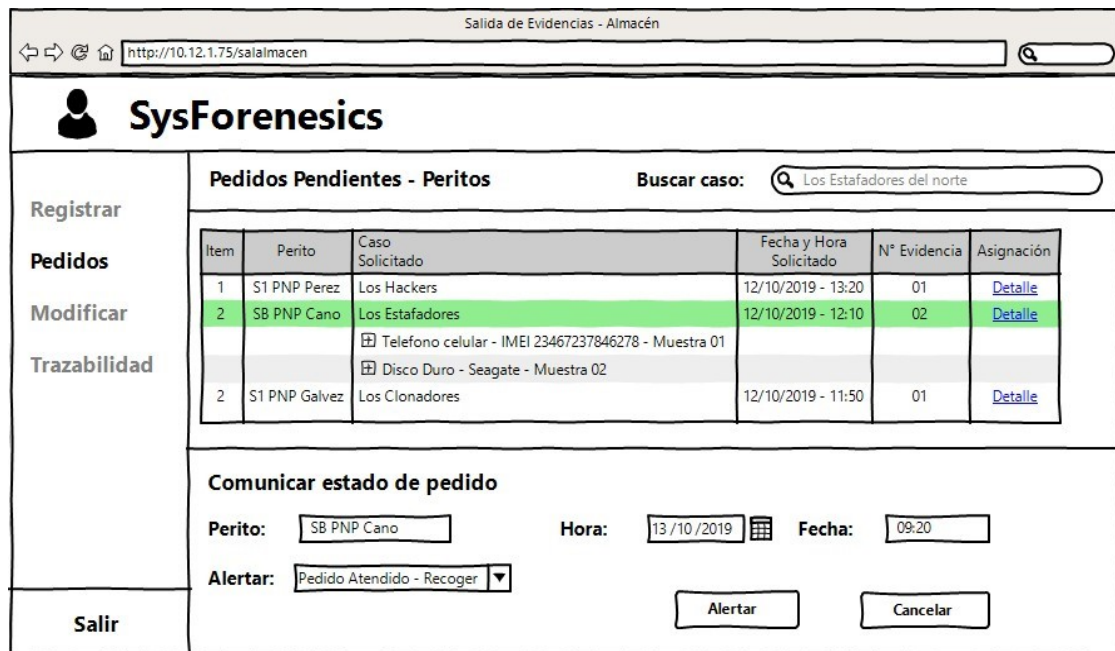 Salida de Evidencias - Almacén
http://10.12.1.75/salalmacen
SysForenesics
Registrar
Pedidos
Modificar
Trazabilidad
Salir
Pedidos Pendientes - Peritos
Buscar caso:
Los Estafadores del norte
Item Perito Caso Solicitado Fecha y Hora Solicitado N° Evidencia Asignación
1 S1 PNP Perez Los Hackers 12/10/2019 - 13:20 01 Detalle
2 SB PNP Cano Los Estafadores 12/10/2019 - 12:10 02 Detalle
Telefono celular - IMEI 23467237846278 - Muestra 01
Disco Duro - Seagate - Muestra 02
2 S1 PNP Galvez Los Clonadores 12/10/2019 - 11:50 01 Detalle
Comunicar estado de pedido
Perito: SB PNP Cano Hora: 13/10/2019 Fecha: 09:20
Alertar: Pedido Atendido - Recoger
Alertar Cancelar